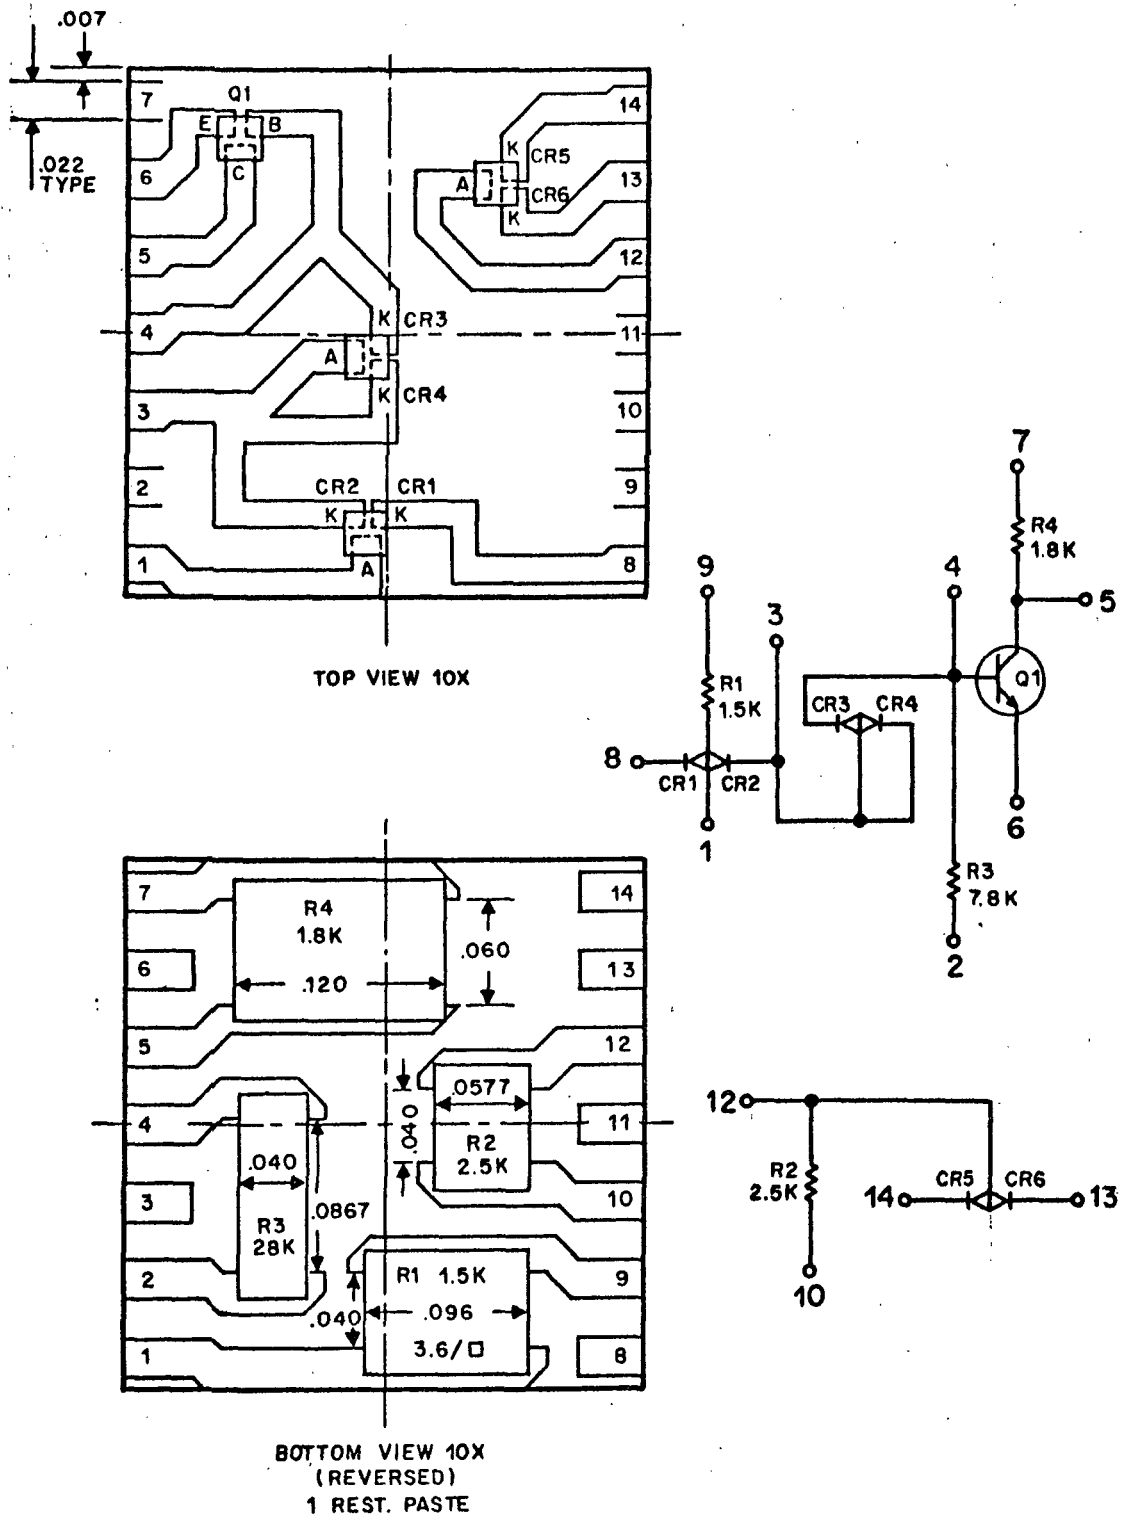 .007
7
Q1
14
E
B
K
CR5
.022
TYPE
6
C
A
CR6
13
K
5
12
4
K
CR3
11
A
3
K
CR4
10
2
CR2
CR1
9
K
K
1
A
8
TOP VIEW 10X
7
R4
1.8K
9
4
5
3
R1
1.5K
Q1
CR3
CR4
8
CR1
CR2
1
6
R3
7.8K
2
7
R4
1.8K
14
.060
6
.120
13
5
12
.0577
4
.040
R2
2.5K
11
.040
3
R3
28K
.0867
10
2
R1 1.5K
9
.040
.096
3.6/□
1
8
BOTTOM VIEW 10X
(REVERSED)
1 REST. PASTE
12
R2
2.5K
CR5
CR6
14
13
10